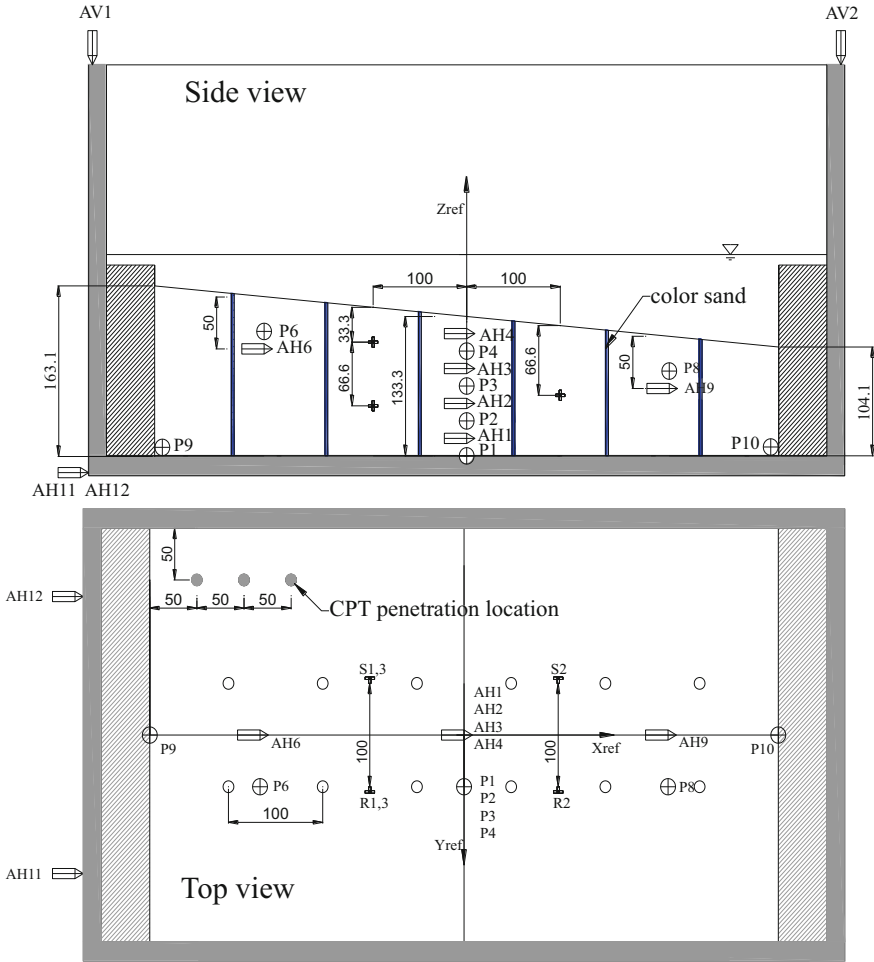 AV1
AV2
Side view
Zref
100
100
color sand
50
33.3
P6
AH4
AH6
P4
66.6
50
163.1
66.6
133.3
AH3
P8
P3
AH9
104.1
AH2
P2
AH1
P9
P10
P1
AH11 AH12
50
AH12
50
50
50
CPT penetration location
S1,3
S2
AH1
AH2
AH3
AH4
P9
AH6
100
100
Xref
AH9
P10
P6
P1
P8
R1,3
P2
R2
100
P3
P4
Yref
AH11
Top view